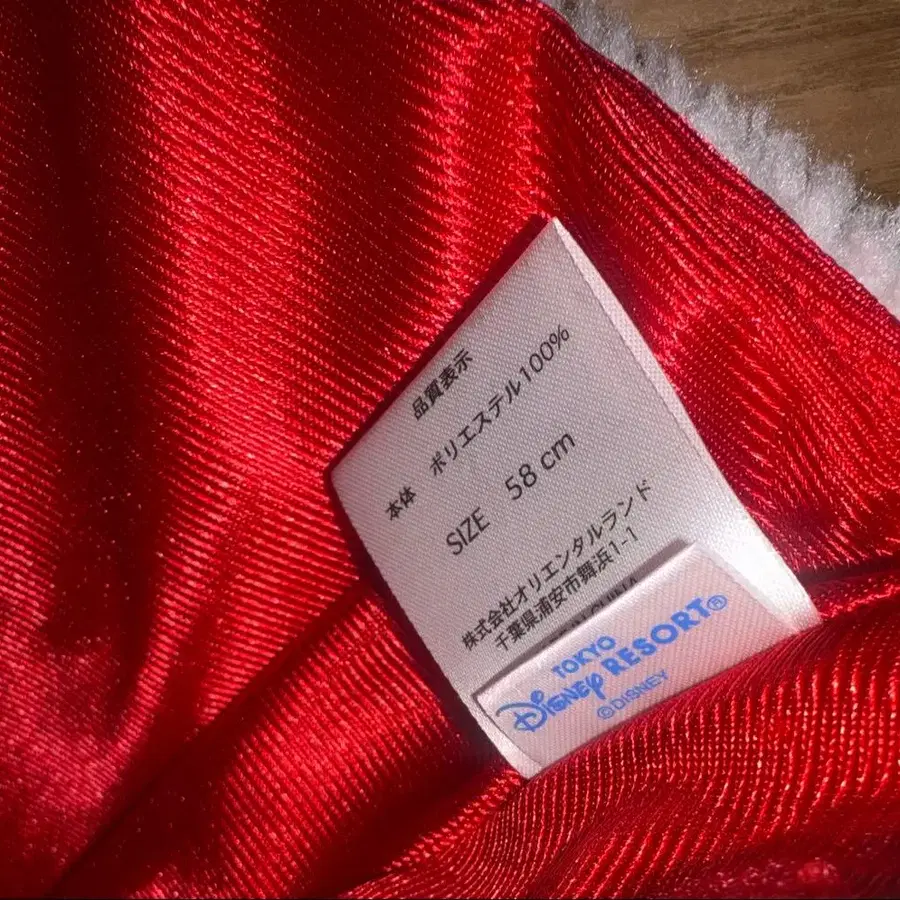 品質表示
本体 ポリエステル100%
SIZE 58 cm
株式会社オリエンタルランド
千葉県浦安市舞浜1-1
TOKYO
Disney RESORT®
©DISNEY